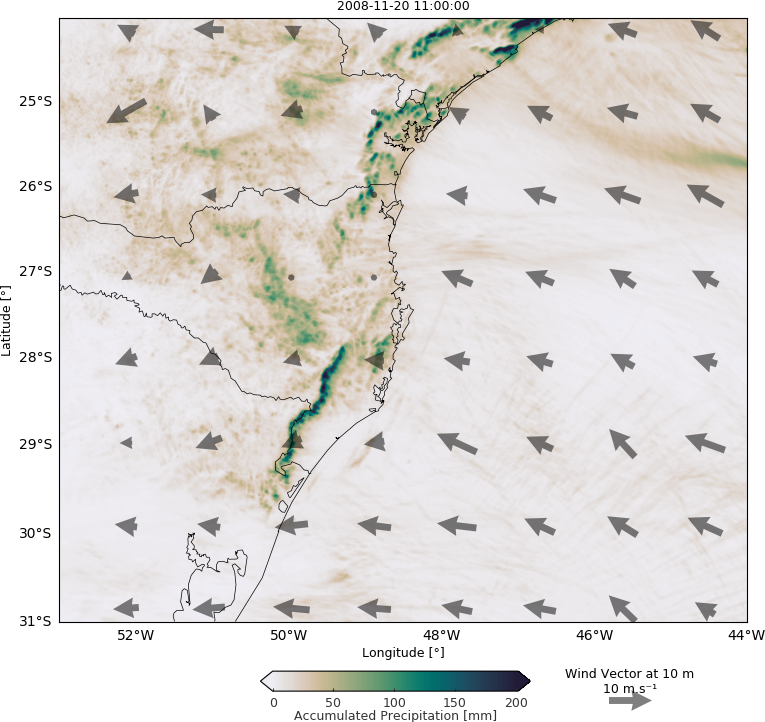 2008-11-20 11:00:00
25°S
26°S
27°S
28°S
29°S
30°S
31°S
Latitude [°]
52°W 50°W 48°W 46°W 44°W
Longitude [°]
0 50 100 150 200
Accumulated Precipitation [mm]
Wind Vector at 10 m
10 m s⁻¹